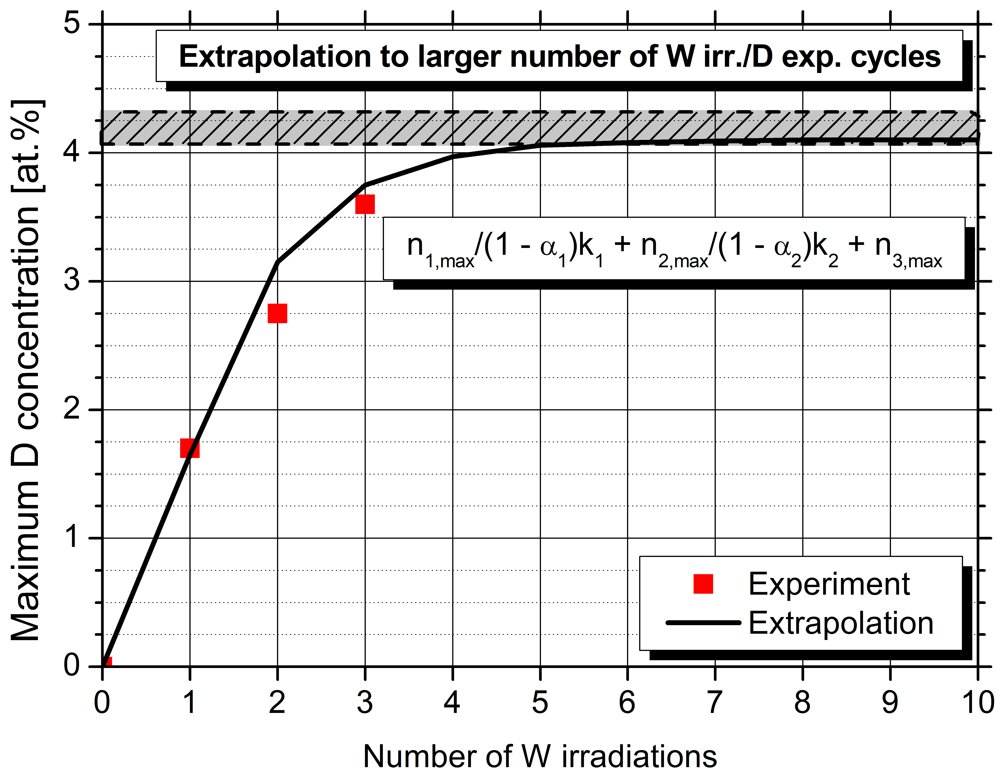 Extrapolation to larger number of W irr./D exp. cycles
Maximum D concentration [at.%]
5
4
3
2
1
0
n1,max/(1 - α1)k1 + n2,max/(1 - α2)k2 + n3,max
Experiment
Extrapolation
0 1 2 3 4 5 6 7 8 9 10
Number of W irradiations